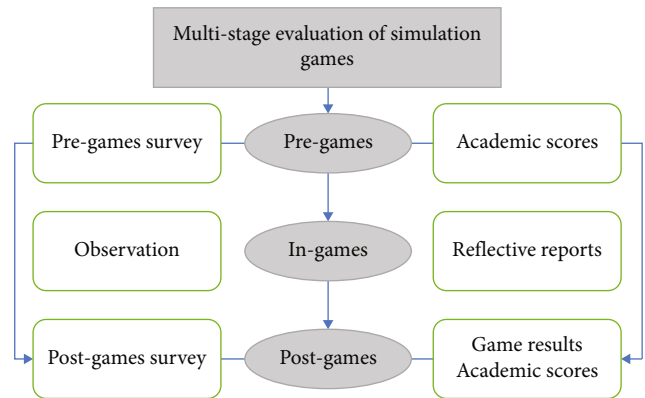 Multi-stage evaluation of simulation
games
Pre-games survey
Pre-games
Academic scores
Observation
In-games
Reflective reports
Post-games survey
Post-games
Game results
Academic scores